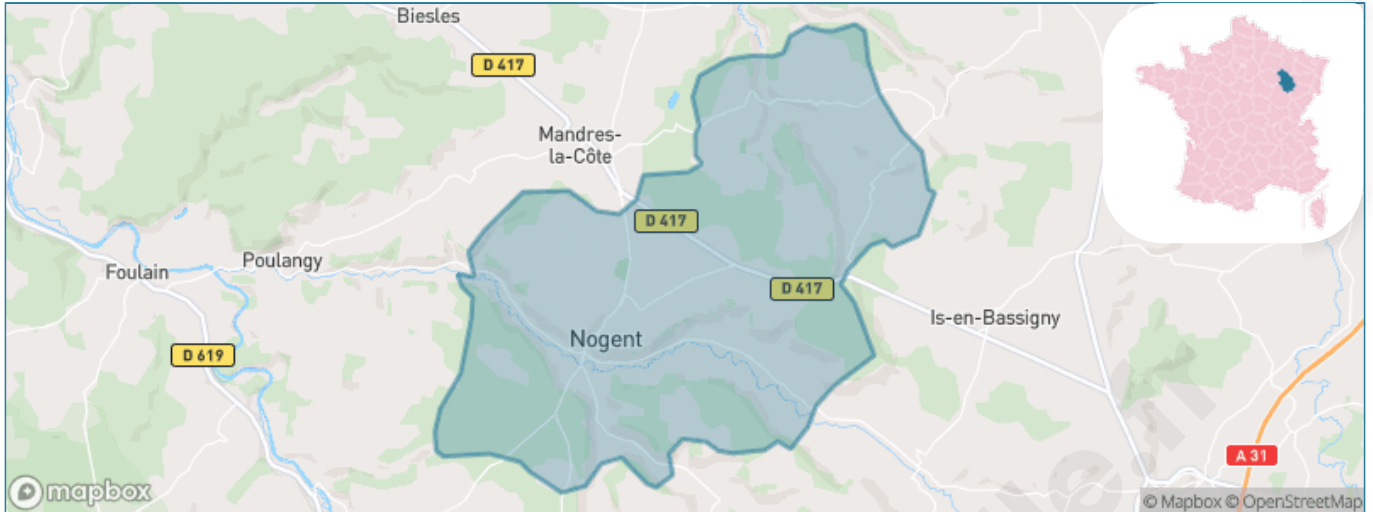 Biesles
D 417
Mandres-
la-Côte
D 417
Poulangy
Foulain
D 417
Is-en-Bassigny
Nogent
D 619
A 31
mapbox
© Mapbox © OpenStreetMap